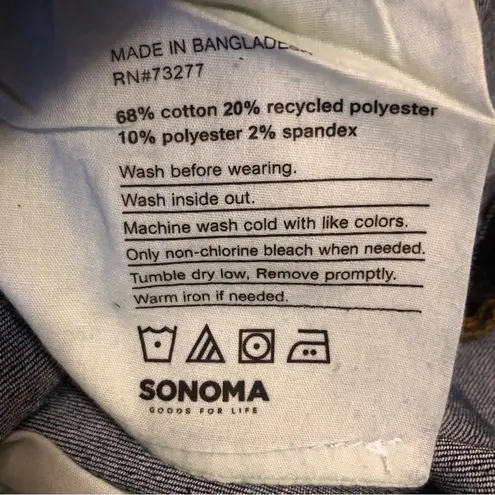 MADE IN BANGLADESH
RN#73277
68% cotton 20% recycled polyester
10% polyester 2% spandex
Wash before wearing.
Wash inside out.
Machine wash cold with like colors.
Only non-chlorine bleach when needed.
Tumble dry low, Remove promptly.
Warm iron if needed.
SONOMA
GOODS FOR LIFE